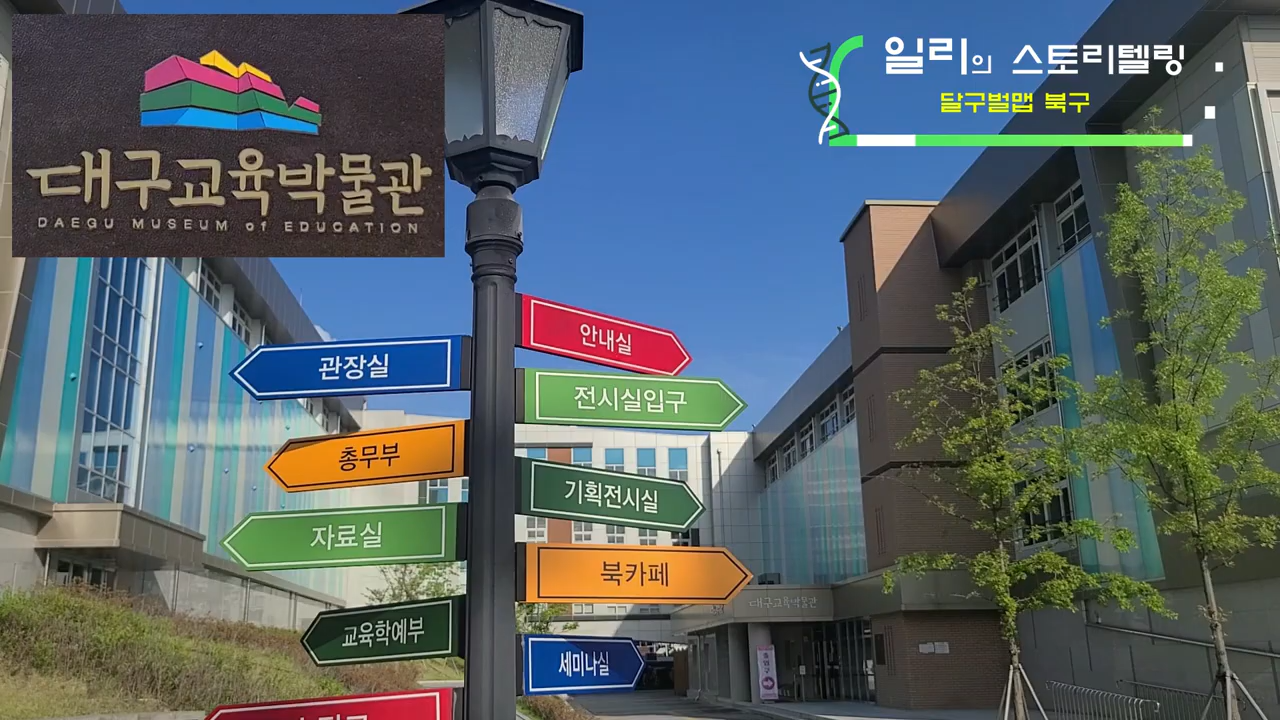 대구교육박물관
DAEGU MUSEUM of EDUCATION
일리의 스토리텔링
달구벌맵 북구
안내실
관장실
전시실입구
총무부
기획전시실
자료실
북카페
교육학예부
세미나실
대구교육박물관